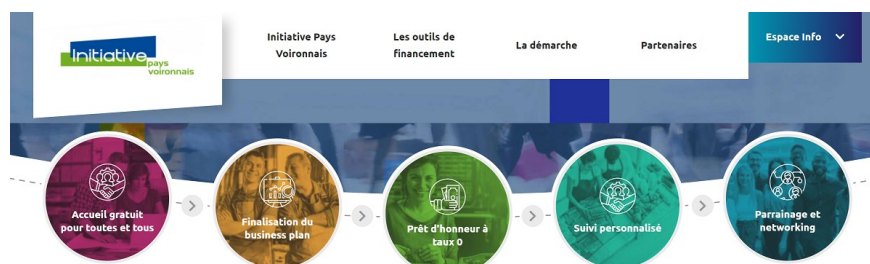 Initiative
pays
voironnais
Initiative Pays
Voironnais
Les outils de
financement
La démarche
Partenaires
Espace Info
Accueil gratuit
pour toutes et tous
Finalisation du
business plan
Prêt d'honneur à
taux 0
Suivi personnalisé
Parrainage et
networking